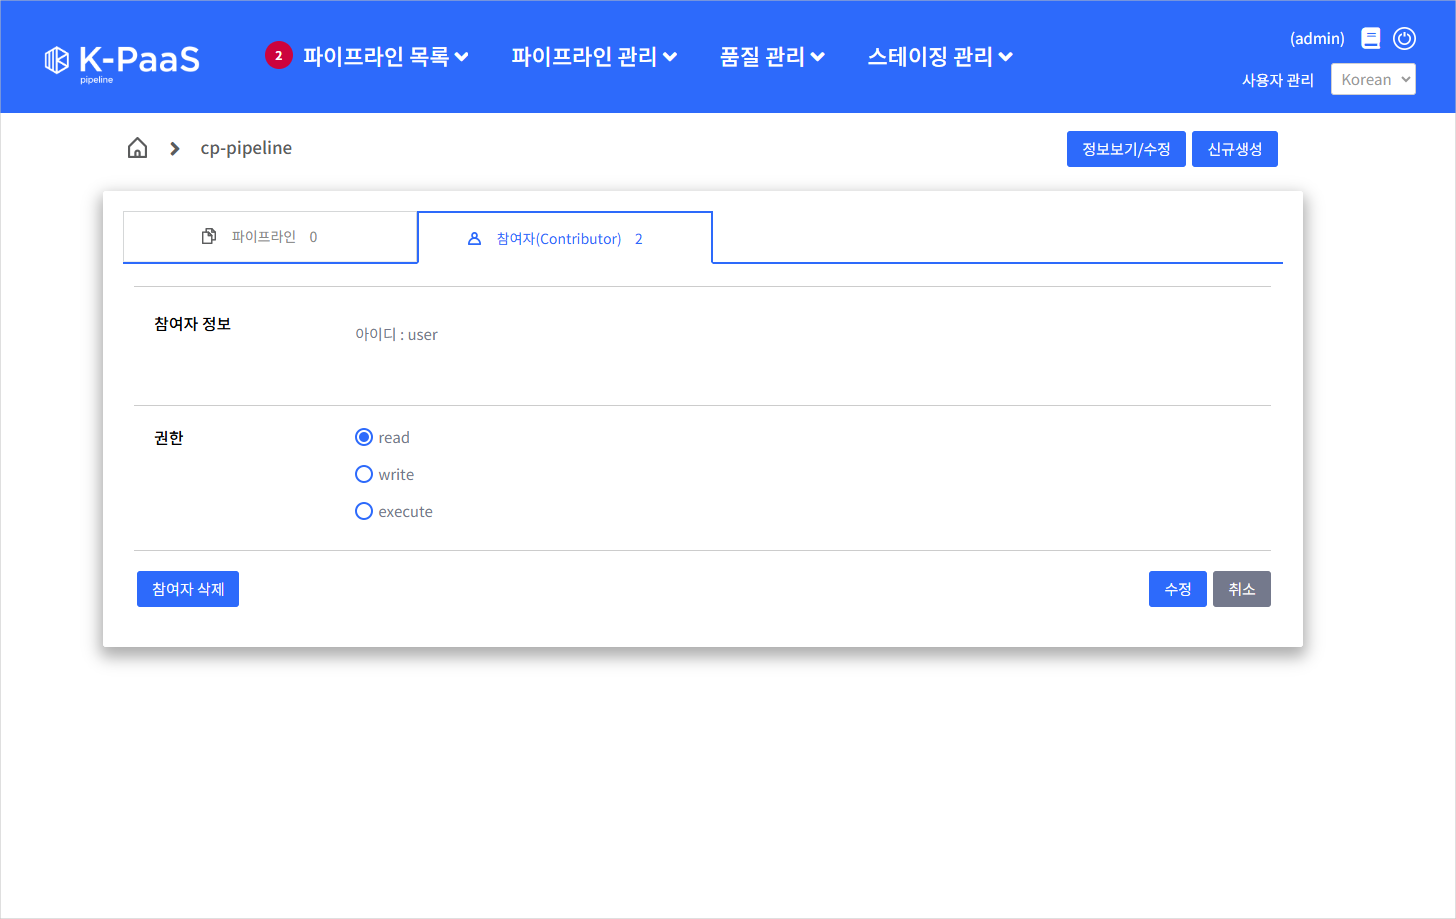 K-PaaS
pipeline
2 파이프라인 목록
파이프라인 관리
품질 관리
스테이징 관리
(admin)
사용자 관리
Korean
cp-pipeline
정보보기/수정
신규생성
파이프라인 0
참여자(Contributor) 2
참여자 정보
아이디 : user
권한
read
write
execute
참여자 삭제
수정
취소